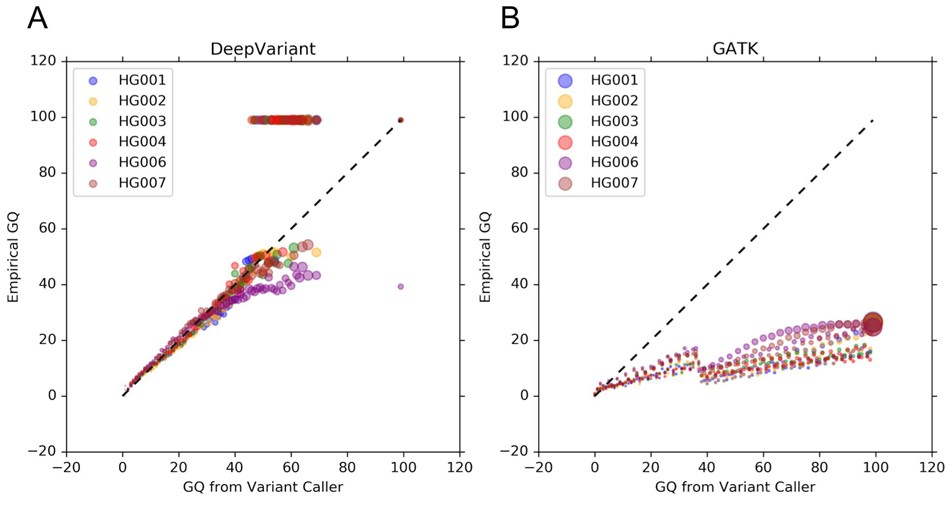 A
DeepVariant
120
100
80
60
40
20
0
−20
Empirical GQ
HG001
HG002
HG003
HG004
HG006
HG007
−20 0 20 40 60 80 100 120
GQ from Variant Caller
B
GATK
120
100
80
60
40
20
0
−20
Empirical GQ
HG001
HG002
HG003
HG004
HG006
HG007
−20 0 20 40 60 80 100 120
GQ from Variant Caller